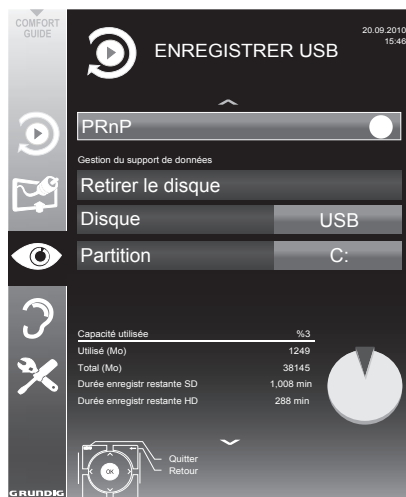 COMFORT
GUIDE
ENREGISTRER USB
20.09.2010
15:46
PRnP
Gestion du support de données
Retirer le disque
Disque USB
Partition C:
Capacité utilisée %3
Utilisé (Mo) 1249
Total (Mo) 38145
Durée enregistr restante SD 1,008 min
Durée enregistr restante HD 288 min
Quitter
OK
Retour
GRUNDIG